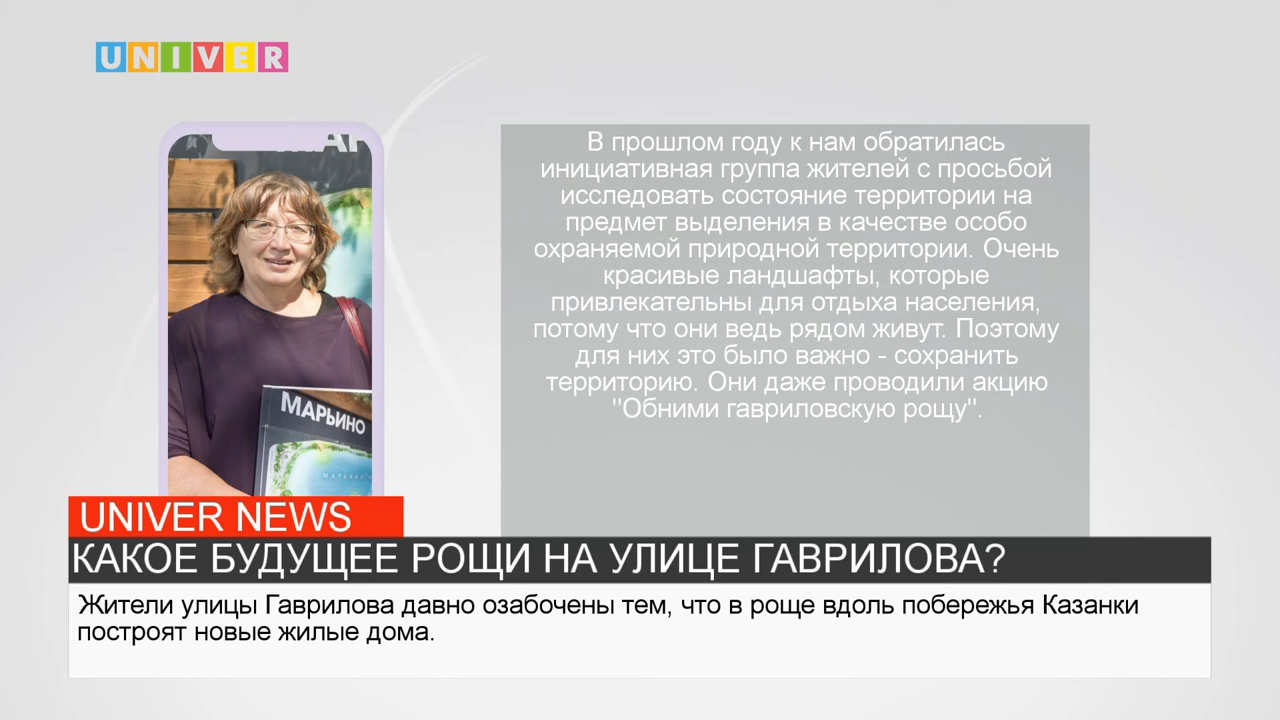 UNIVER
В прошлом году к нам обратилась
инициативная группа жителей с просьбой
исследовать состояние территории на
предмет выделения в качестве особо
охраняемой природной территории. Очень
красивые ландшафты, которые
привлекательны для отдыха населения,
потому что они ведь рядом живут. Поэтому
для них это было важно - сохранить
территорию. Они даже проводили акцию
"Обними гавриловскую рощу".
МАРЬИНО
UNIVER NEWS
КАКОЕ БУДУЩЕЕ РОЩИ НА УЛИЦЕ ГАВРИЛОВА?
Жители улицы Гаврилова давно озабочены тем, что в роще вдоль побережья Казанки
построят новые жилые дома.